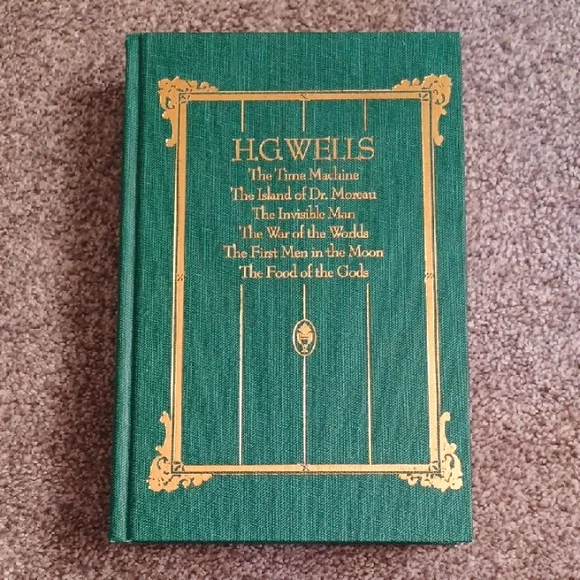 H.G.WELLS
The Time Machine
The Island of Dr. Moreau
The Invisible Man
The War of the Worlds
The First Men in the Moon
The Food of the Gods